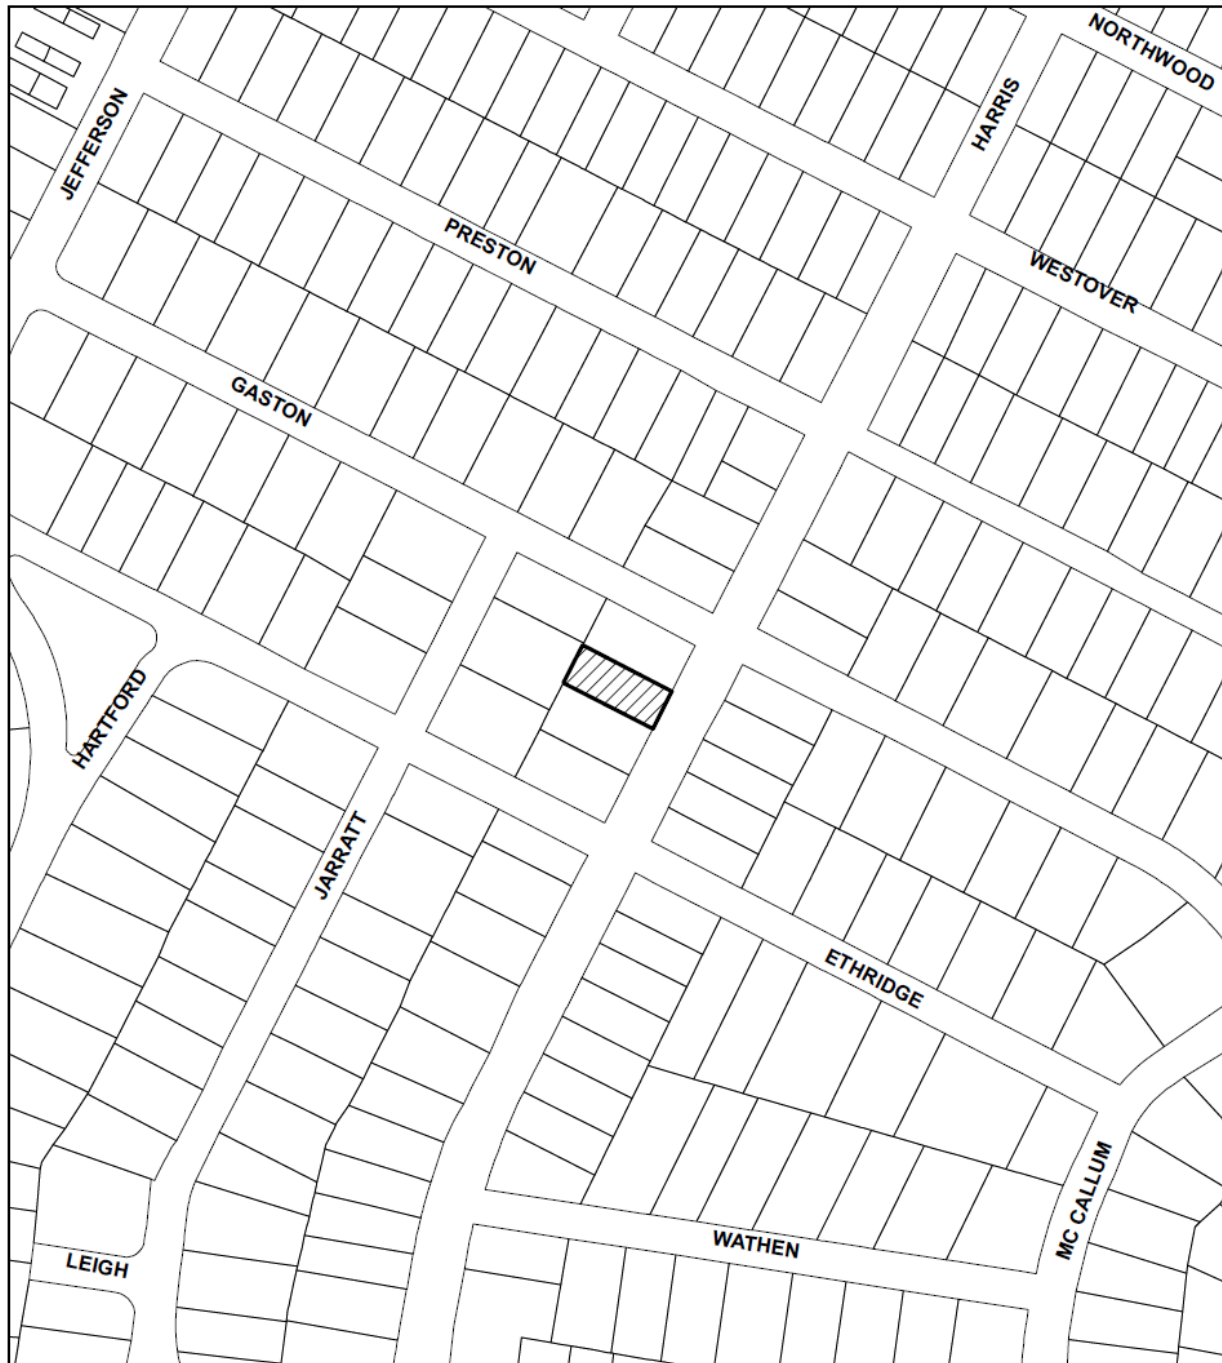 NORTHWOOD
HARRIS
JEFFERSON
PRESTON
WESTOVER
GASTON
HARTFORD
JARRATT
ETHRIDGE
MC CALLUM
WATHEN
LEIGH